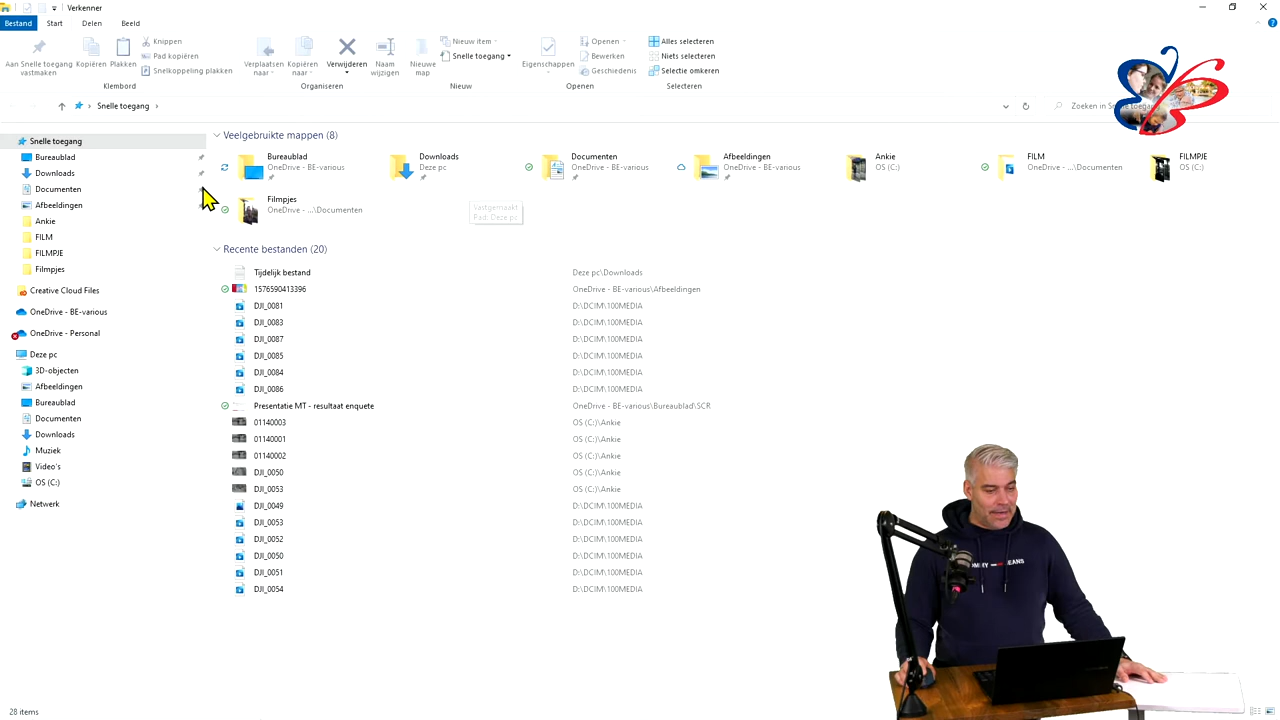 Verkenner
Bestand Start Delen Beeld
Aan Snelle toegang vastmaken
Kopiëren
Plakken
Knippen
Pad kopiëren
Snelkoppeling plakken
Klembord
Verplaatsen naar
Kopiëren naar
Verwijderen
Naam wijzigen
Organiseren
Nieuwe map
Nieuw item
Snelle toegang
Nieuw
Eigenschappen
Openen
Bewerken
Geschiedenis
Openen
Alles selecteren
Niets selecteren
Selectie omkeren
Selecteren
Snelle toegang
Zoeken in Snelle toegang
Snelle toegang
Bureaublad
Downloads
Documenten
Afbeeldingen
Ankie
FILM
FILMPJE
Filmpjes
Creative Cloud Files
OneDrive - BE-various
OneDrive - Personal
Deze pc
3D-objecten
Afbeeldingen
Bureaublad
Documenten
Downloads
Muziek
Video's
OS (C:)
Netwerk
Veelgebruikte mappen (8)
Bureaublad
OneDrive - BE-various
Downloads
Deze pc
Documenten
OneDrive - BE-various
Afbeeldingen
OneDrive - BE-various
Ankie
OS (C:)
FILM
OneDrive - ...\Documenten
FILMPJE
OS (C:)
Filmpjes
OneDrive - ...\Documenten
Vastgemaakt
Pad: Deze pc
Recente bestanden (20)
Tijdelijk bestand Deze pc\Downloads
1576590413396 OneDrive - BE-various\Afbeeldingen
DJI_0081 D:\DCIM\100MEDIA
DJI_0083 D:\DCIM\100MEDIA
DJI_0087 D:\DCIM\100MEDIA
DJI_0085 D:\DCIM\100MEDIA
DJI_0084 D:\DCIM\100MEDIA
DJI_0086 D:\DCIM\100MEDIA
Presentatie MT - resultaat enquete OneDrive - BE-various\Bureaublad\SCR
01140003 OS (C:)\Ankie
01140001 OS (C:)\Ankie
01140002 OS (C:)\Ankie
DJI_0050 OS (C:)\Ankie
DJI_0053 OS (C:)\Ankie
DJI_0049 D:\DCIM\100MEDIA
DJI_0053 D:\DCIM\100MEDIA
DJI_0052 D:\DCIM\100MEDIA
DJI_0050 D:\DCIM\100MEDIA
DJI_0051 D:\DCIM\100MEDIA
DJI_0054 D:\DCIM\100MEDIA
28 items